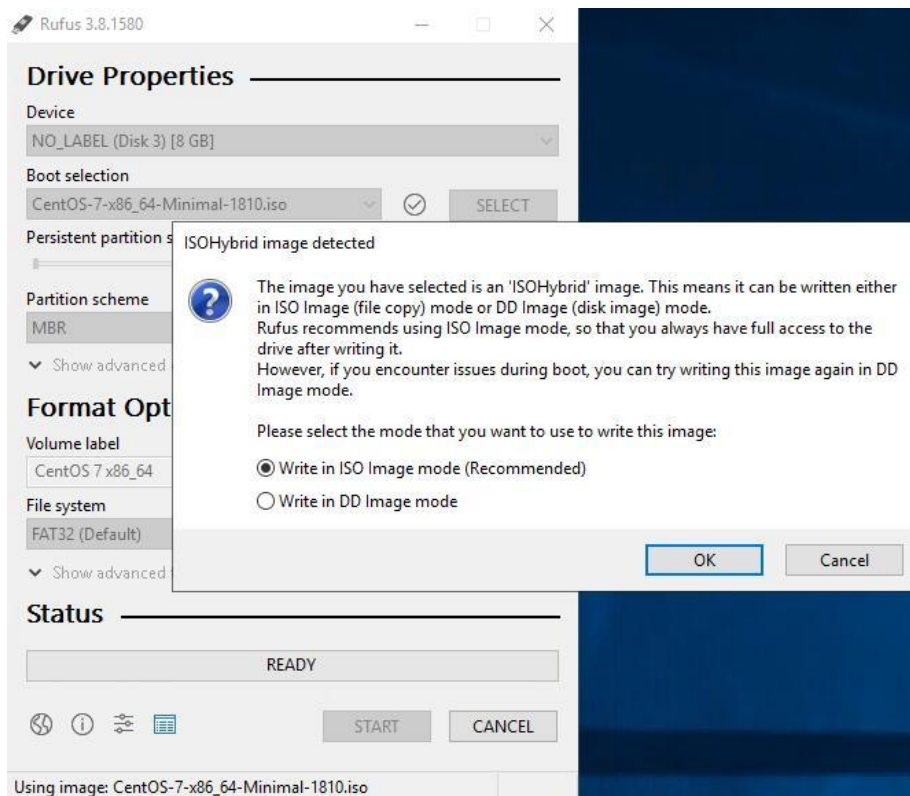 Rufus 3.8.1580
Drive Properties
Device
NO_LABEL (Disk 3) [8 GB]
Boot selection
CentOS-7-x86_64-Minimal-1810.iso
SELECT
Persistent partition s
ISOHybrid image detected
The image you have selected is an 'ISOHybrid' image. This means it can be written either
in ISO Image (file copy) mode or DD Image (disk image) mode.
Rufus recommends using ISO Image mode, so that you always have full access to the
drive after writing it.
However, if you encounter issues during boot, you can try writing this image again in DD
Image mode.
Please select the mode that you want to use to write this image:
Write in ISO Image mode (Recommended)
Write in DD Image mode
OK
Cancel
Partition scheme
MBR
Show advanced
Format Opt
Volume label
CentOS 7 x86_64
File system
FAT32 (Default)
Show advanced
Status
READY
START
CANCEL
Using image: CentOS-7-x86_64-Minimal-1810.iso